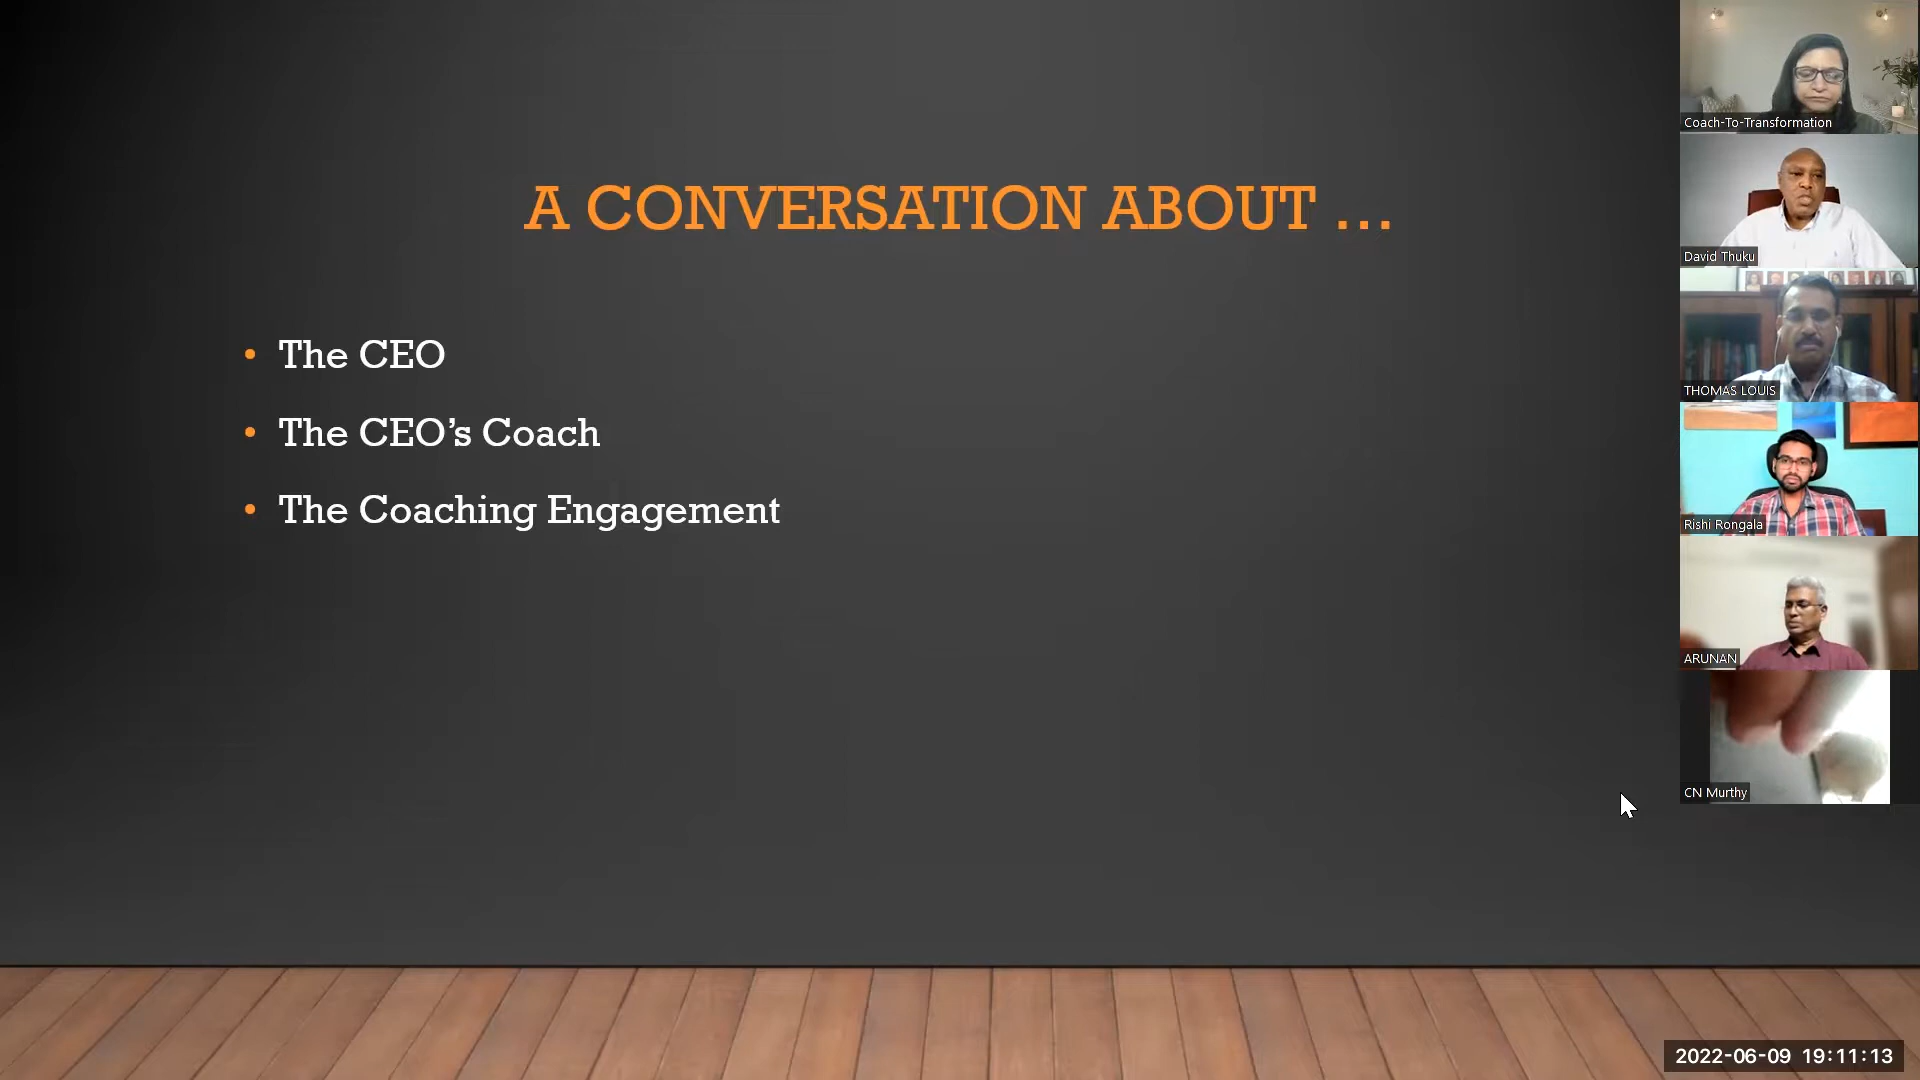 A CONVERSATION ABOUT ...
• The CEO
• The CEO’s Coach
• The Coaching Engagement
Coach-To-Transformation
David Thuku
THOMAS LOUIS
Rishi Rongala
ARUNAN
CN Murthy
2022-06-09 19:11:13